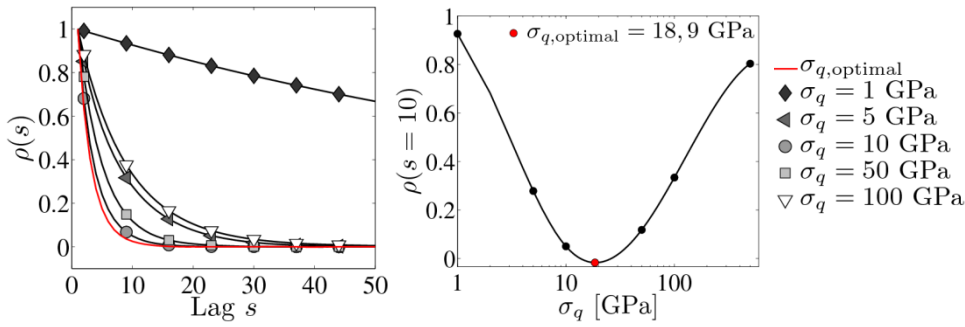 1
0.8
0.6
0.4
0.2
0
ρ(s)
0 10 20 30 40 50
Lag s
1
0.8
0.6
0.4
0.2
0
ρ(s = 10)
σq,optimal = 18,9 GPa
1 10 100
σq [GPa]
σq,optimal
σq = 1 GPa
σq = 5 GPa
σq = 10 GPa
σq = 50 GPa
σq = 100 GPa